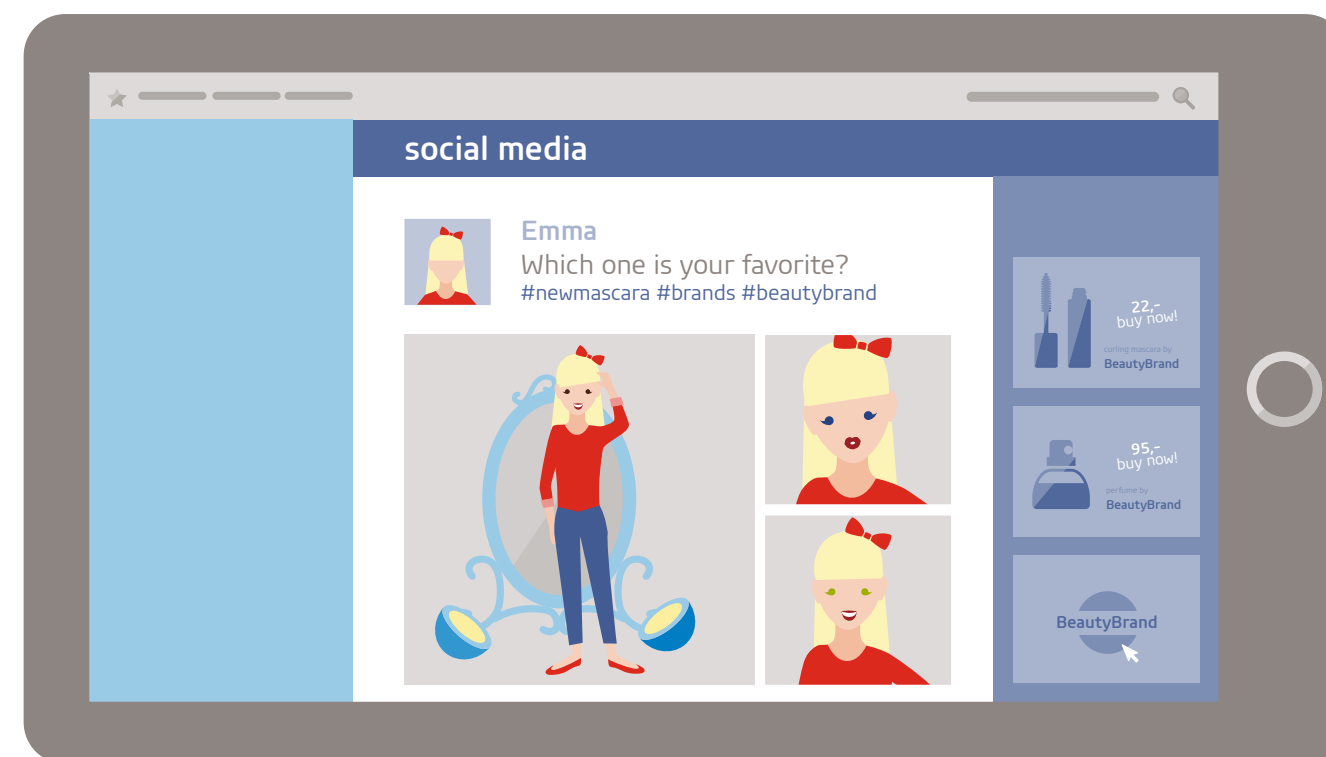 social media
Emma
Which one is your favorite?
#newmascara #brands #beautybrand
22,-
buy now!
curling mascara by
BeautyBrand
95,-
buy now!
perfume by
BeautyBrand
BeautyBrand